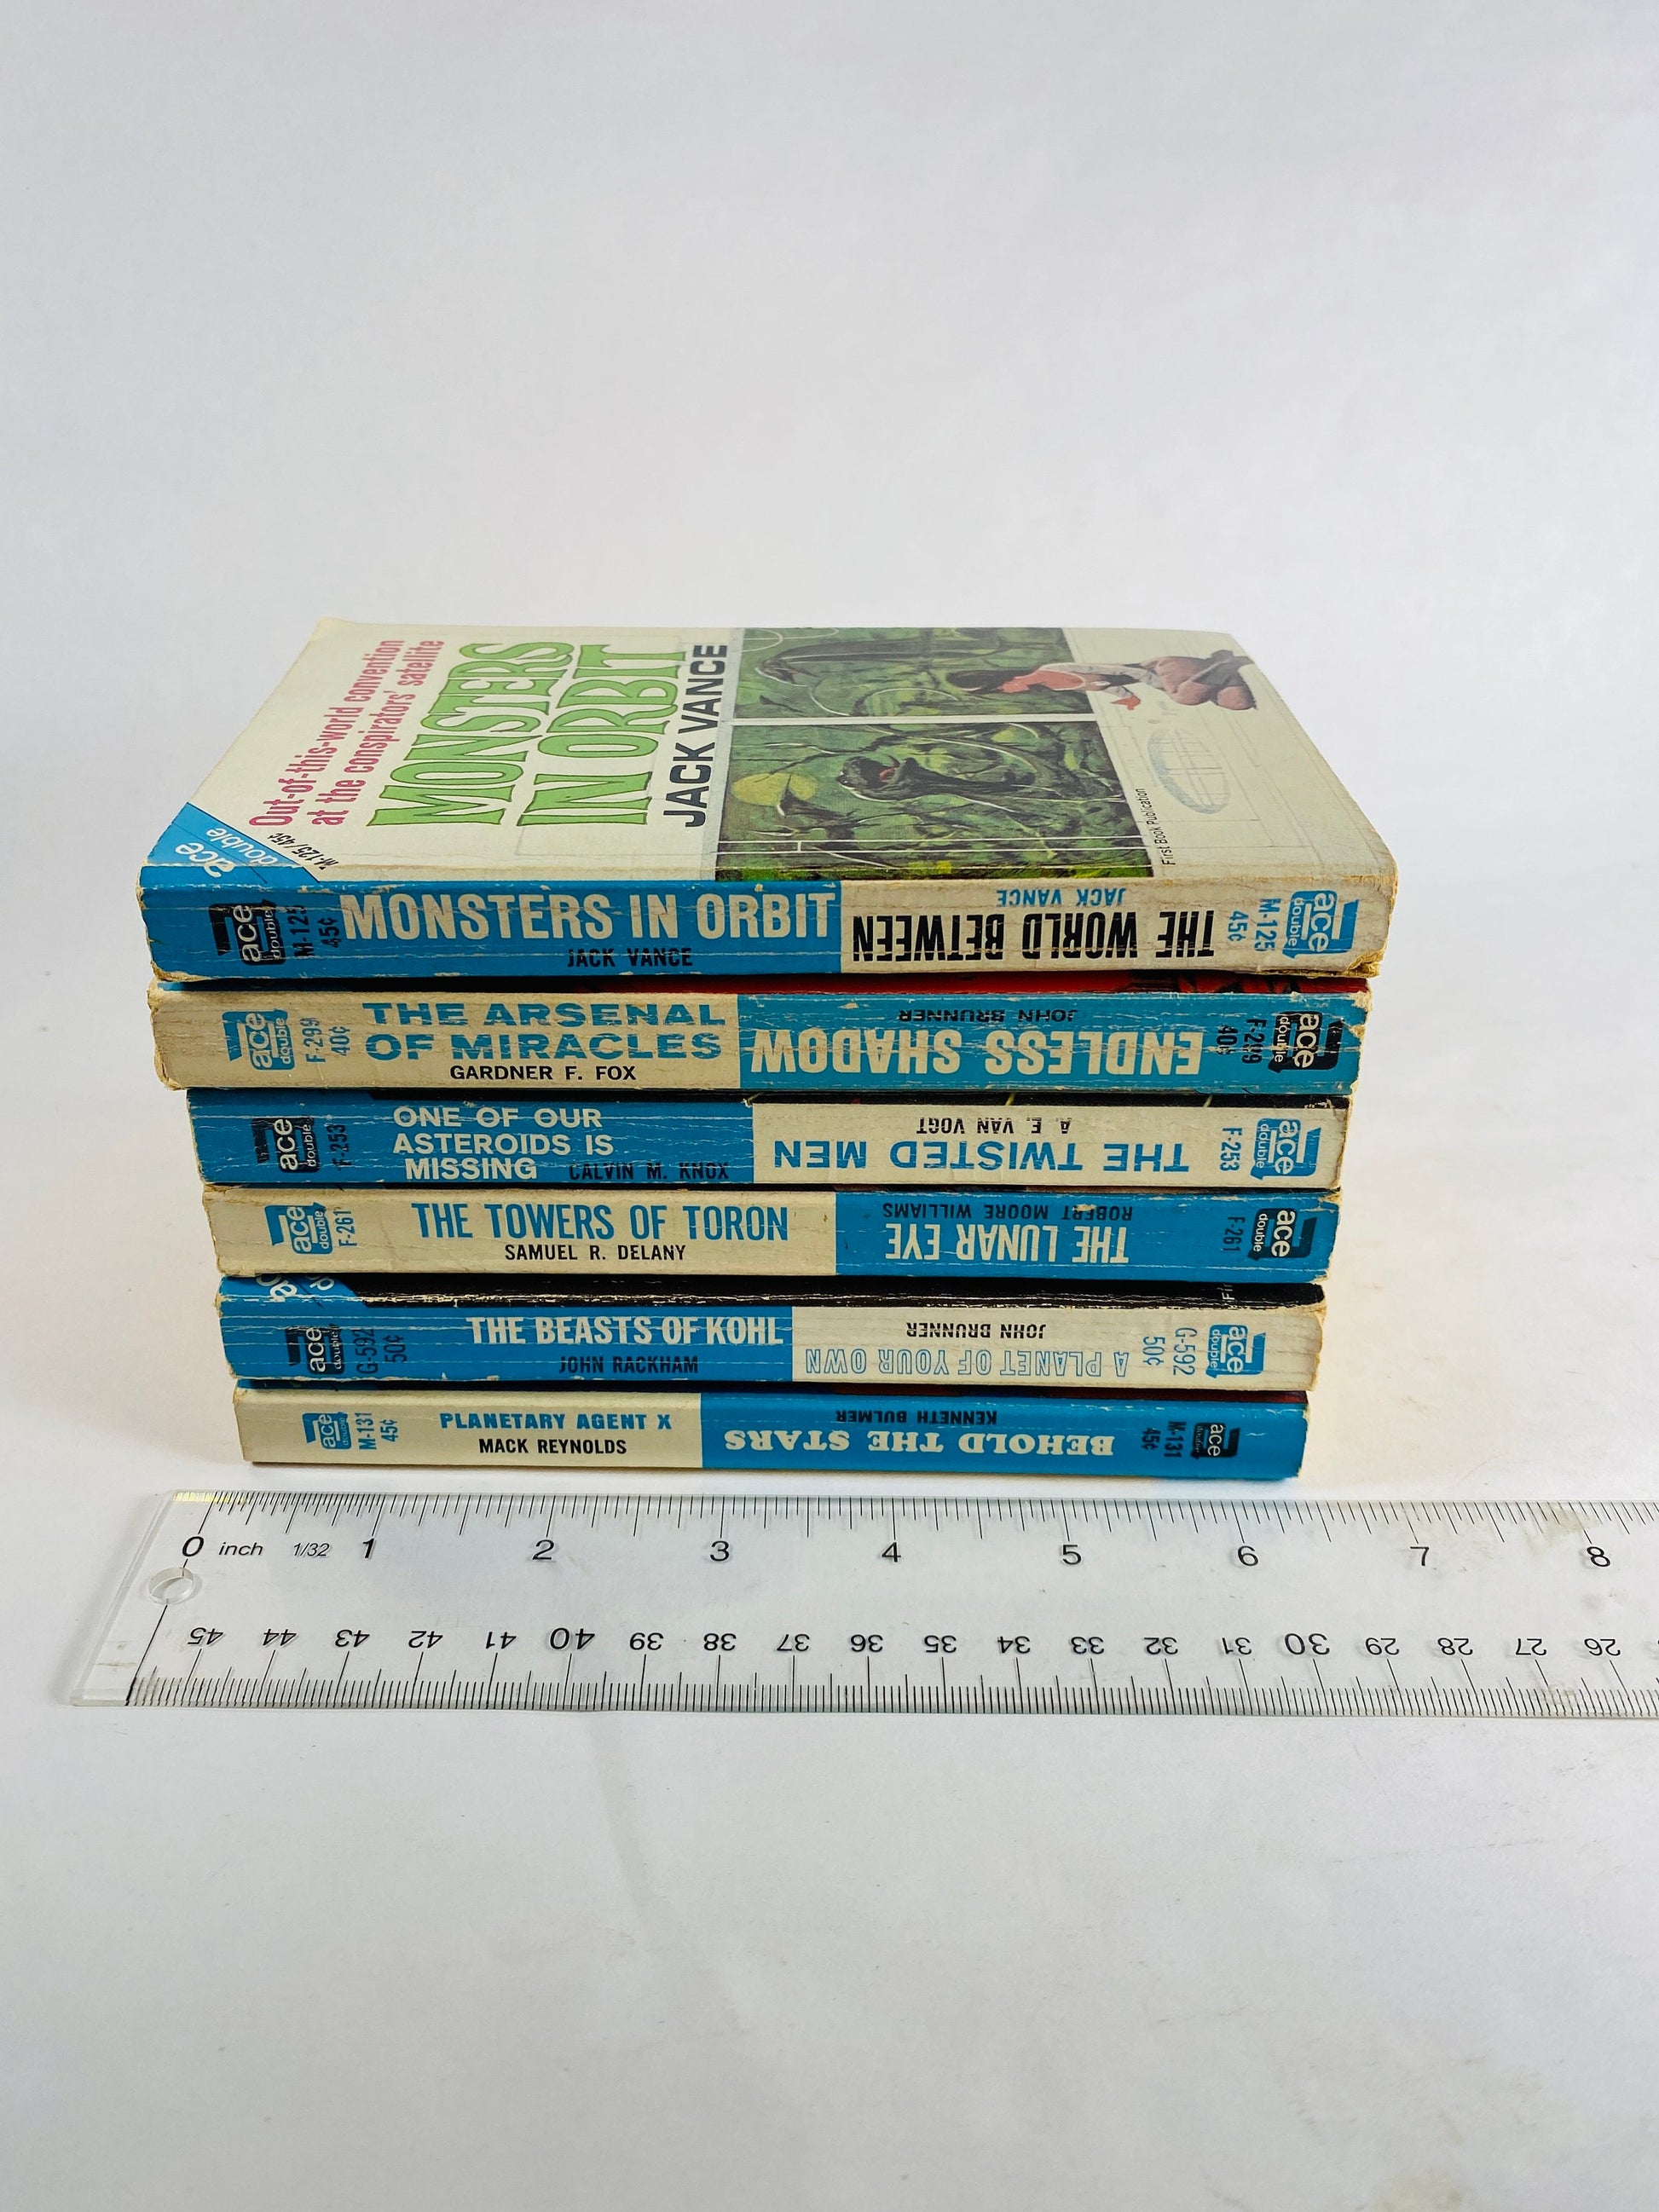 Out-of-this-world convention
at the conspirators' satellite
MONSTERS
IN ORBIT
JACK VANCE
ace
double
M-125/45¢
First Book Publication
ace
double
M-125
45¢
MONSTERS IN ORBIT
JACK VANCE
THE WORLD BETWEEN
JACK VANCE
M-125
45¢
ace
double
ace
double
F-299
40¢
THE ARSENAL
OF MIRACLES
GARDNER F. FOX
ENDLESS SHADOW
JOHN BRUNNER
F-299
40¢
ace
double
ace
double
F-253
ONE OF OUR
ASTEROIDS IS
MISSING CALVIN M. KNOX
THE TWISTED MEN
A. E. VAN VOGT
F-253
ace
double
ace
double
F-261
THE TOWERS OF TORON
SAMUEL R. DELANY
THE LUNAR EYE
ROBERT MOORE WILLIAMS
F-261
ace
double
ace
double
G-592
50¢
THE BEASTS OF KOHL
JOHN RACKHAM
A PLANET OF YOUR OWN
JOHN BRUNNER
G-592
50¢
ace
double
ace
double
M-131
45¢
PLANETARY AGENT X
MACK REYNOLDS
BEHOLD THE STARS
KENNETH BULMER
M-131
45¢
ace
double
0 inch 1/32 1 2 3 4 5 6 7 8
45 44 43 42 41 40 39 38 37 36 35 34 33 32 31 30 29 28 27 26